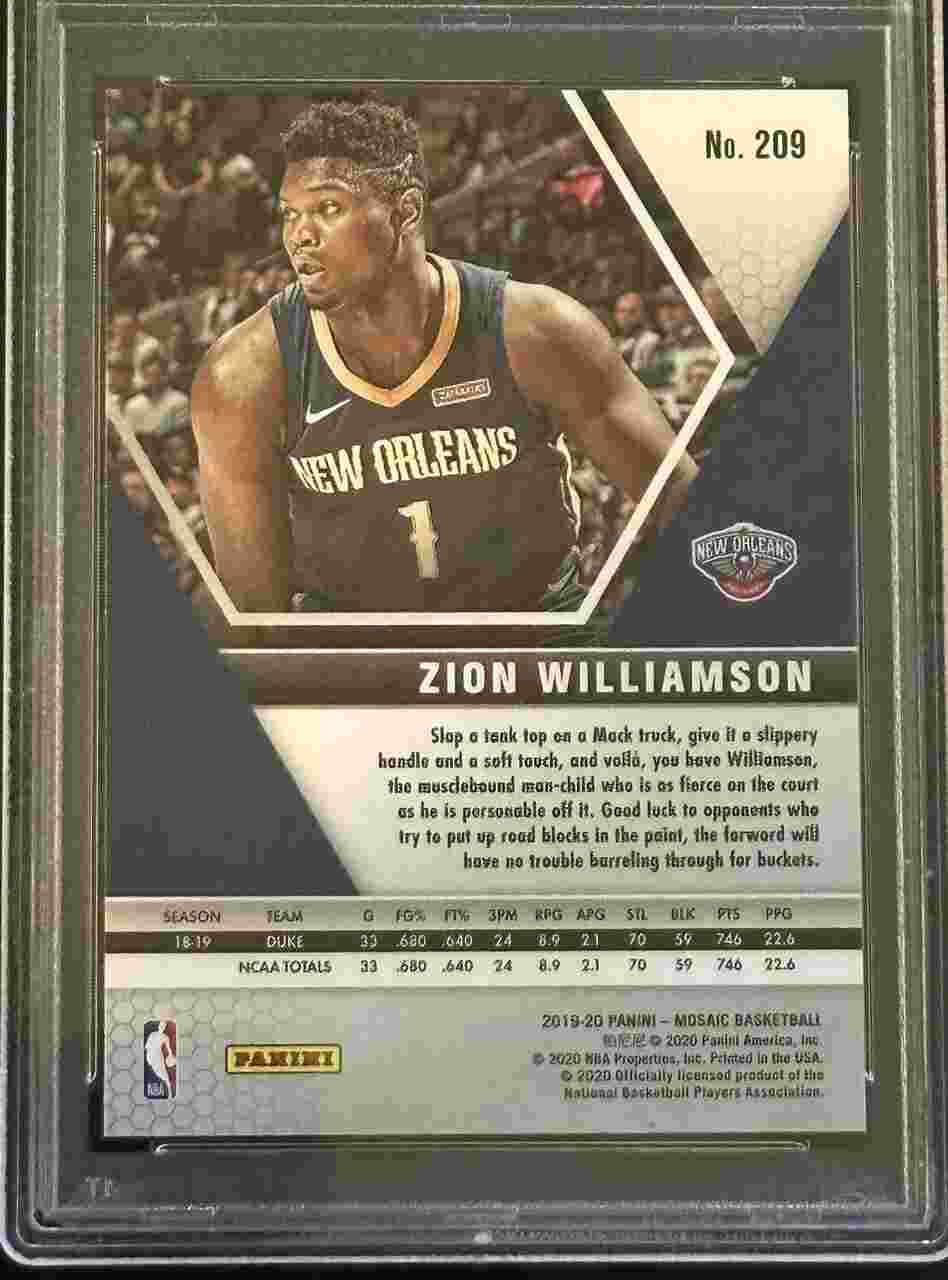 No. 209
NEW ORLEANS
1
NEW ORLEANS
ZION WILLIAMSON
Slap a tank top on a Mack truck, give it a slippery
handle and a soft touch, and voilà, you have Williamson,
the musclebound man-child who is as fierce on the court
as he is personable off it. Good luck to opponents who
try to put up road blocks in the paint, the forward will
have no trouble barreling through for buckets.
SEASON TEAM G FG% FT% 3PM RPG APG STL BLK PTS PPG
18-19 DUKE 33 .680 .640 24 8.9 2.1 70 59 746 22.6
NCAA TOTALS 33 .680 .640 24 8.9 2.1 70 59 746 22.6
2019-20 PANINI – MOSAIC BASKETBALL
帕尼尼 © 2020 Panini America, Inc.
© 2020 NBA Properties, Inc. Printed in the USA.
© 2020 Officially licensed product of the
National Basketball Players Association.
NBA
PANINI